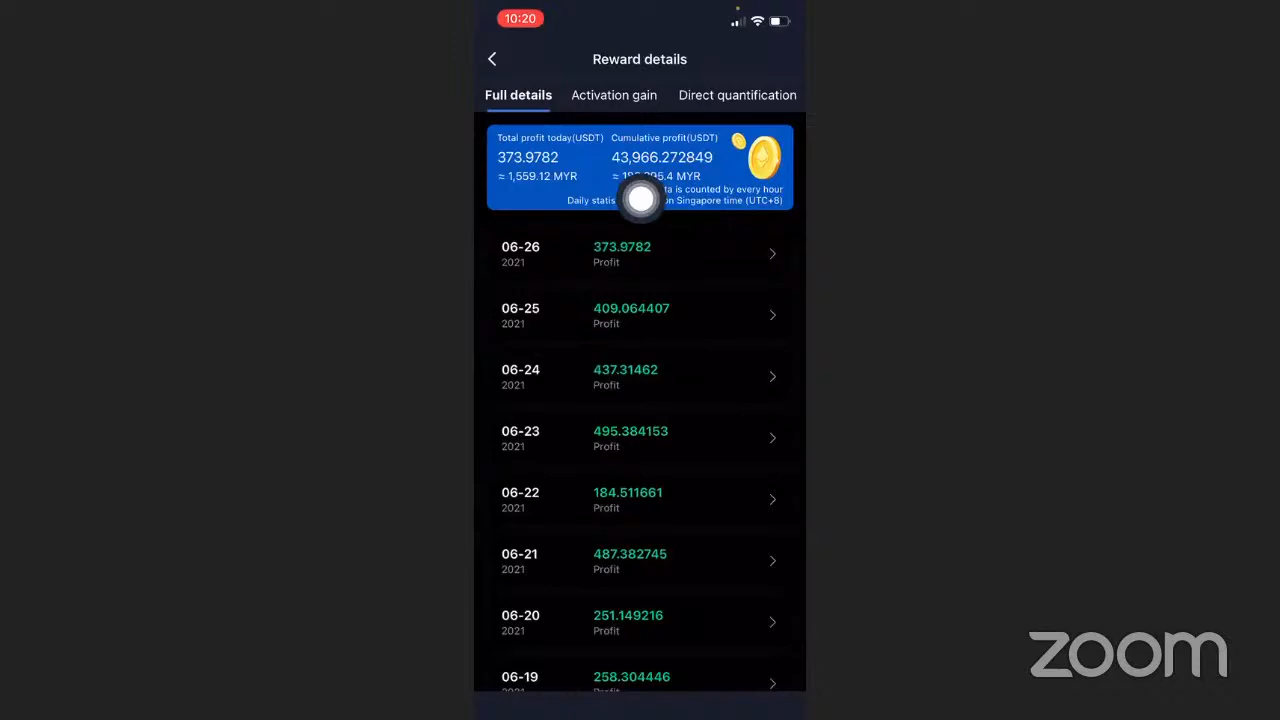 10:20
Reward details
Full details Activation gain Direct quantification
Total profit today(USDT) Cumulative profit(USDT)
373.9782 43,966.272849
≈ 1,559.12 MYR ≈ MYR
is counted by every hour
Daily Singapore time (UTC+8)
06-26 373.9782
2021 Profit
06-25 409.064407
2021 Profit
06-24 437.31462
2021 Profit
06-23 495.384153
2021 Profit
06-22 184.511661
2021 Profit
06-21 487.382745
2021 Profit
06-20 251.149216
2021 Profit
06-19 258.304446
2021 Profit
zoom